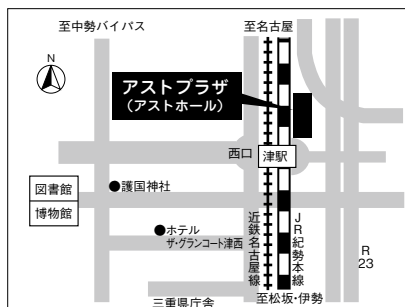 至中勢バイパス
至名古屋
N
アストプラザ
（アストホール）
西口
津駅
図書館
博物館
●護国神社
●ホテル
ザ・グランコート津西
近鉄名古屋線
JR紀勢本線
R
23
三重県庁舎
至松坂・伊勢